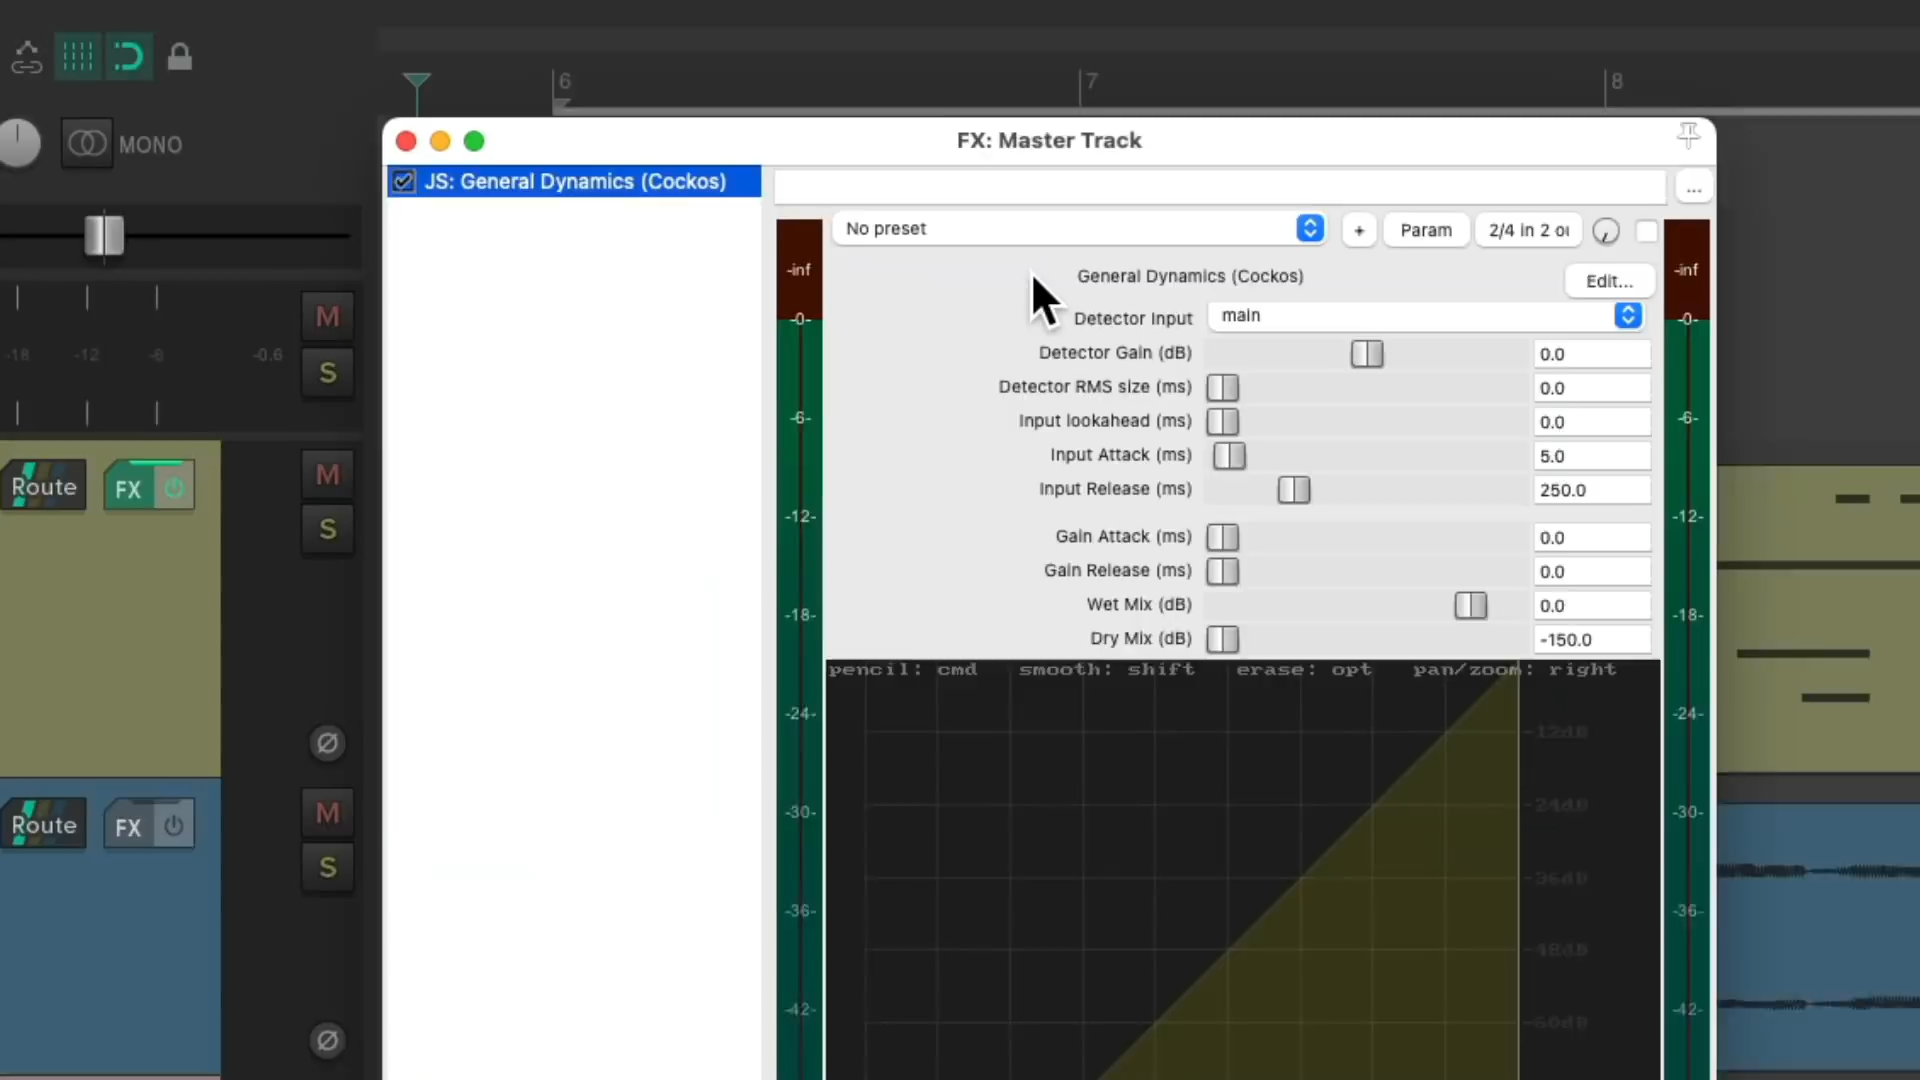 6
7
8
MONO
FX: Master Track
JS: General Dynamics (Cockos)
...
No preset
+
Param
2/4 in 2 ou
-inf
-inf
General Dynamics (Cockos)
Edit...
Detector Input
main
-0-
-0-
M
-18
-12
-6
-0.6
S
Detector Gain (dB)
0.0
Detector RMS size (ms)
0.0
-6-
-6-
Input lookahead (ms)
0.0
Input Attack (ms)
5.0
Input Release (ms)
250.0
Route
FX
M
S
-12-
-12-
Gain Attack (ms)
0.0
Gain Release (ms)
0.0
Wet Mix (dB)
0.0
-18-
-18-
Dry Mix (dB)
-150.0
pencil: cmd smooth: shift erase: opt pan/zoom: right
-24-
-24-
-12dB
-24dB
-30-
-30-
Route
FX
M
S
-36dB
-36-
-36-
-48dB
-42-
-42-
-60dB